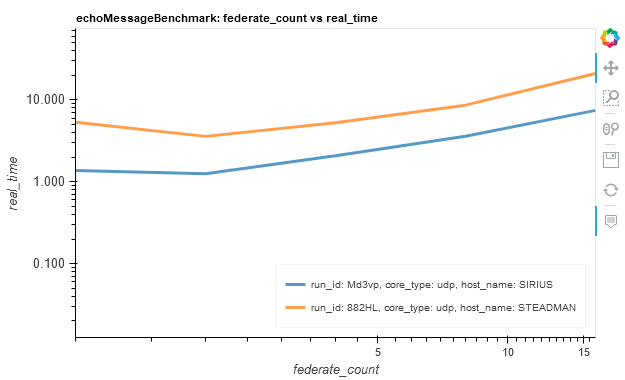 echoMessageBenchmark: federate_count vs real_time
10.000
1.000
0.100
real_time
run_id: Md3vp, core_type: udp, host_name: SIRIUS
run_id: 882HL, core_type: udp, host_name: STEADMAN
5
10
15
federate_count